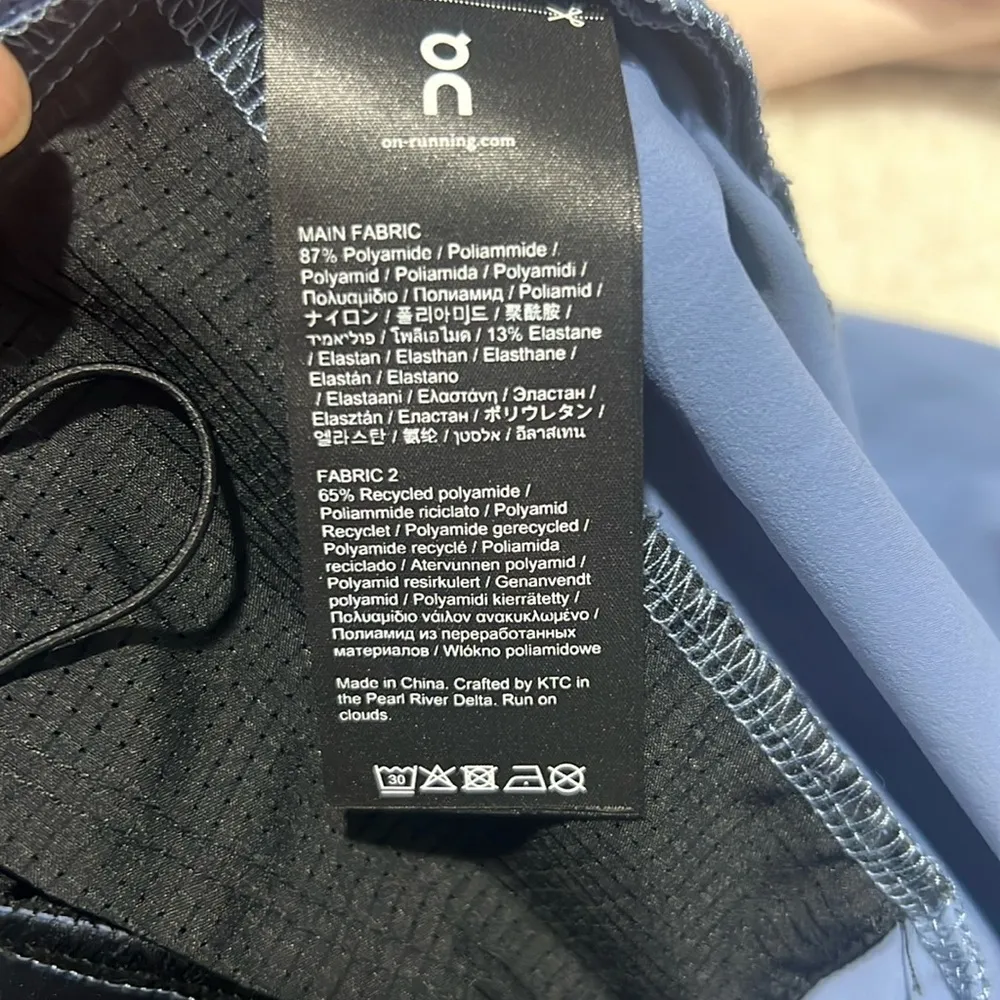 on
on-running.com
MAIN FABRIC
87% Polyamide / Poliammide /
Polyamid / Poliamida / Polyamidi /
Πολυαμίδιο / Полиамид / Poliamid /
ナイロン / 폴리아미드 / 聚酰胺 /
פוליאמיד / โพลีเอไมด / 13% Elastane
/ Elastan / Elasthan / Elasthane /
Elastán / Elastano
/ Elastaani / Ελαστάνη / Эластан /
Elasztán / Еластан / ポリウレタン /
엘라스탄 / 氨纶 / אלסטן / อีลาสเทน
FABRIC 2
65% Recycled polyamide /
Poliammide riciclato / Polyamid
Recyclet / Polyamide gerecycled /
Polyamide recyclé / Poliamida
reciclado / Atervunnen polyamid /
Polyamid resirkulert / Genanvendt
polyamid / Polyamidi kierrätetty /
Πολυαμίδιο νάιλον ανακυκλωμένο /
Полиамид из переработанных
материалов / Włókno poliamidowe
Made in China. Crafted by KTC in
the Pearl River Delta. Run on
clouds.
30